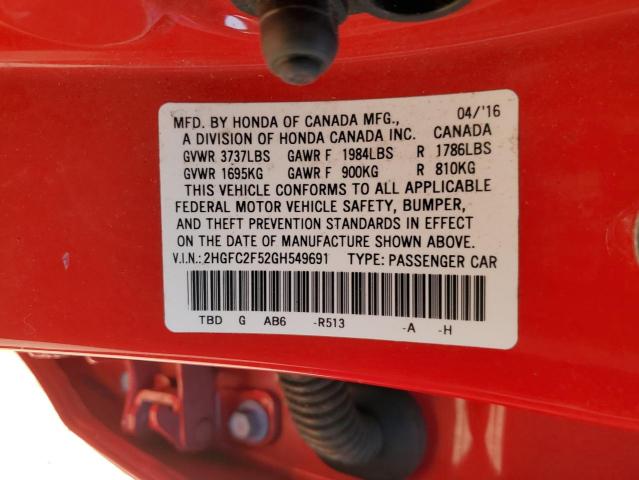 MFD. BY HONDA OF CANADA MFG., 04/'16
A DIVISION OF HONDA CANADA INC. CANADA
GVWR 3737LBS GAWR F 1984LBS R 1786LBS
GVWR 1695KG GAWR F 900KG R 810KG
THIS VEHICLE CONFORMS TO ALL APPLICABLE
FEDERAL MOTOR VEHICLE SAFETY, BUMPER,
AND THEFT PREVENTION STANDARDS IN EFFECT
ON THE DATE OF MANUFACTURE SHOWN ABOVE.
V.I.N.: 2HGFC2F52GH549691 TYPE: PASSENGER CAR
TBD G AB6 -R513 -A -H